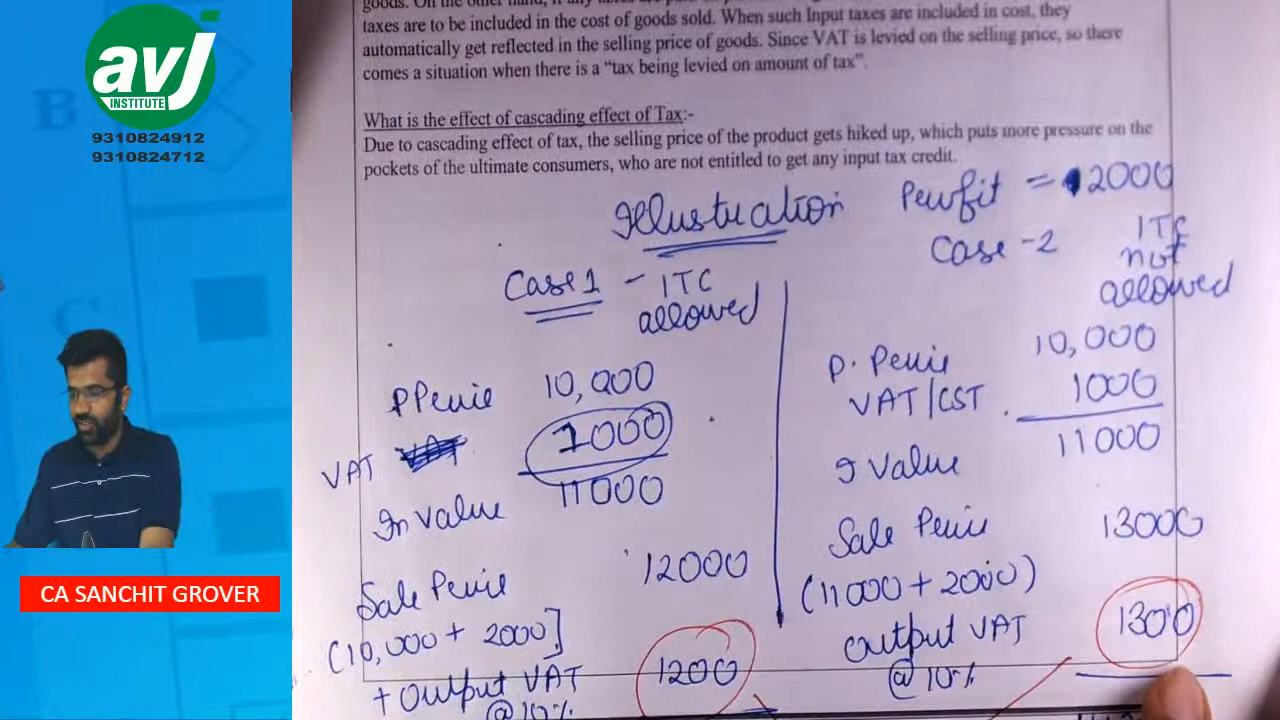 avj
INSTITUTE
9310824912
9310824712
CA SANCHIT GROVER
taxes are to be included in the cost of goods sold. When such Input taxes are included in cost, they
automatically get reflected in the selling price of goods. Since VAT is levied on the selling price, so there
comes a situation when there is a “tax being levied on amount of tax”.
What is the effect of cascading effect of Tax:-
Due to cascading effect of tax, the selling price of the product gets hiked up, which puts more pressure on the
pockets of the ultimate consumers, who are not entitled to get any input tax credit.
Illustration Profit = 2000
Case 1 - ITC
allowed
P Price 10,000
VAT 1000
In Value 11000
Sale Price 12000
(10,000 + 2000]
+ Output VAT 1200
@ 10%
Case -2 ITC
not
allowed
P. Price 10,000
VAT/CST 1000
I Value 11000
Sale Price 13000
(11000 + 2000)
Output VAT 1300
@ 10%